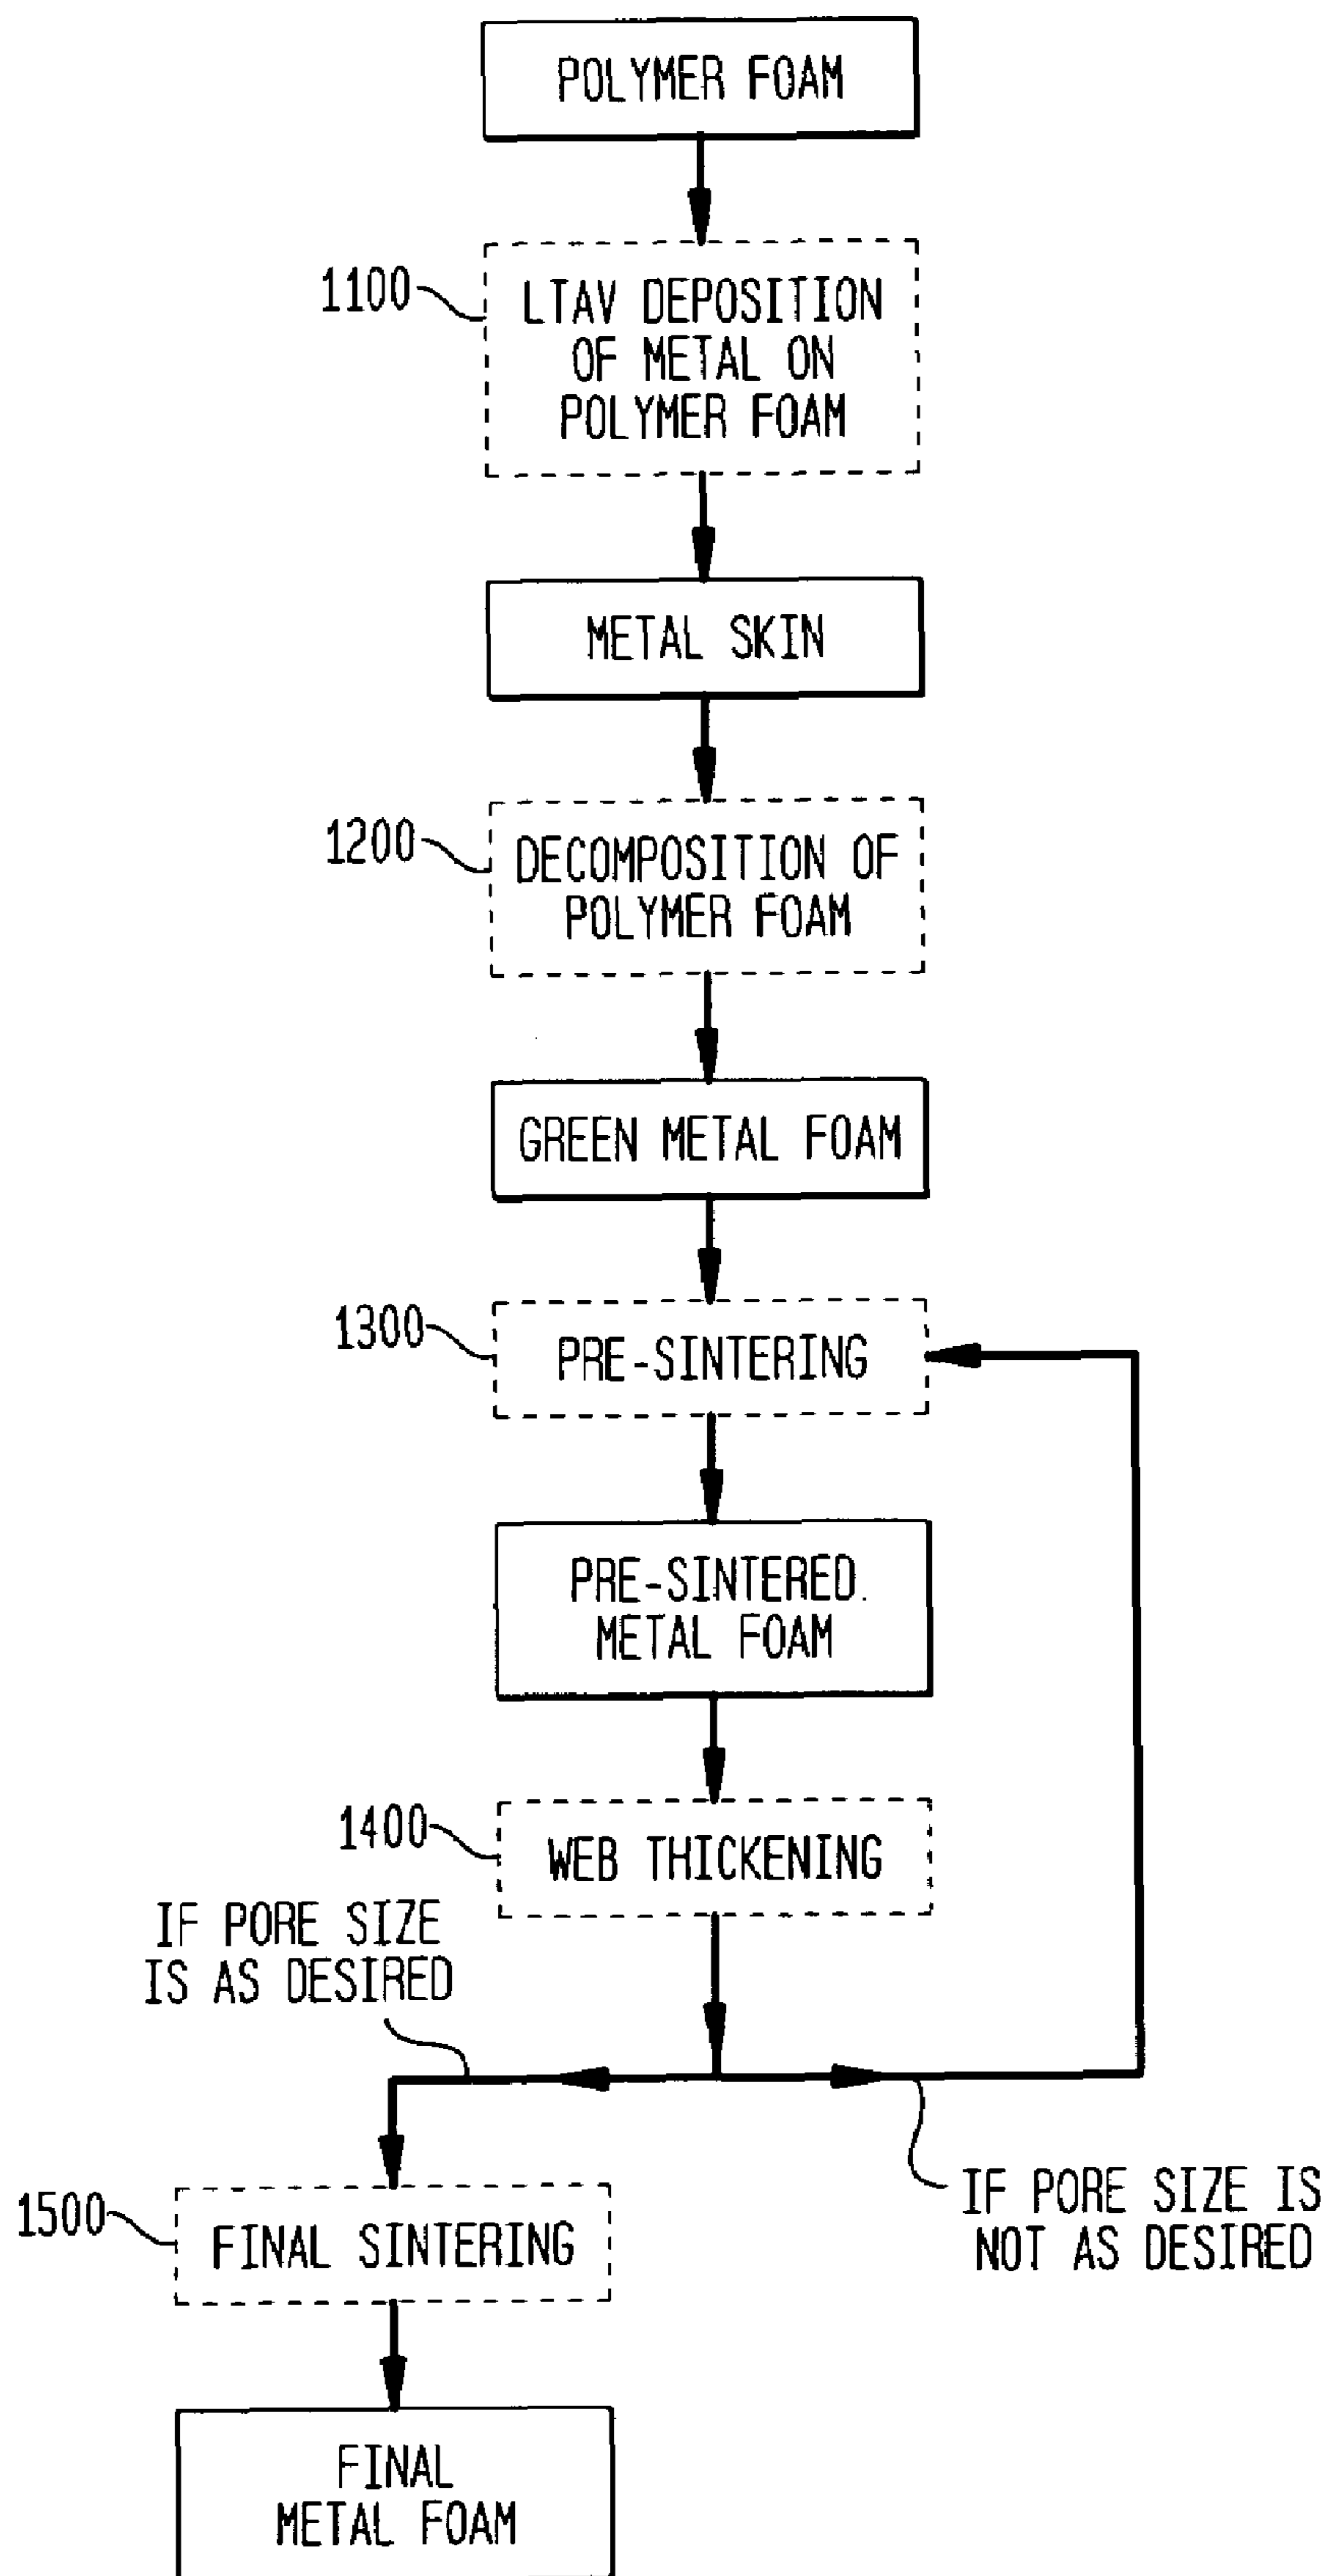 POLYMER FOAM
1100
LTAV DEPOSITION
OF METAL ON
POLYMER FOAM
METAL SKIN
1200
DECOMPOSITION OF
POLYMER FOAM
GREEN METAL FOAM
1300
PRE-SINTERING
PRE-SINTERED
METAL FOAM
1400
WEB THICKENING
IF PORE SIZE
IS AS DESIRED
IF PORE SIZE IS
NOT AS DESIRED
1500
FINAL SINTERING
FINAL
METAL FOAM